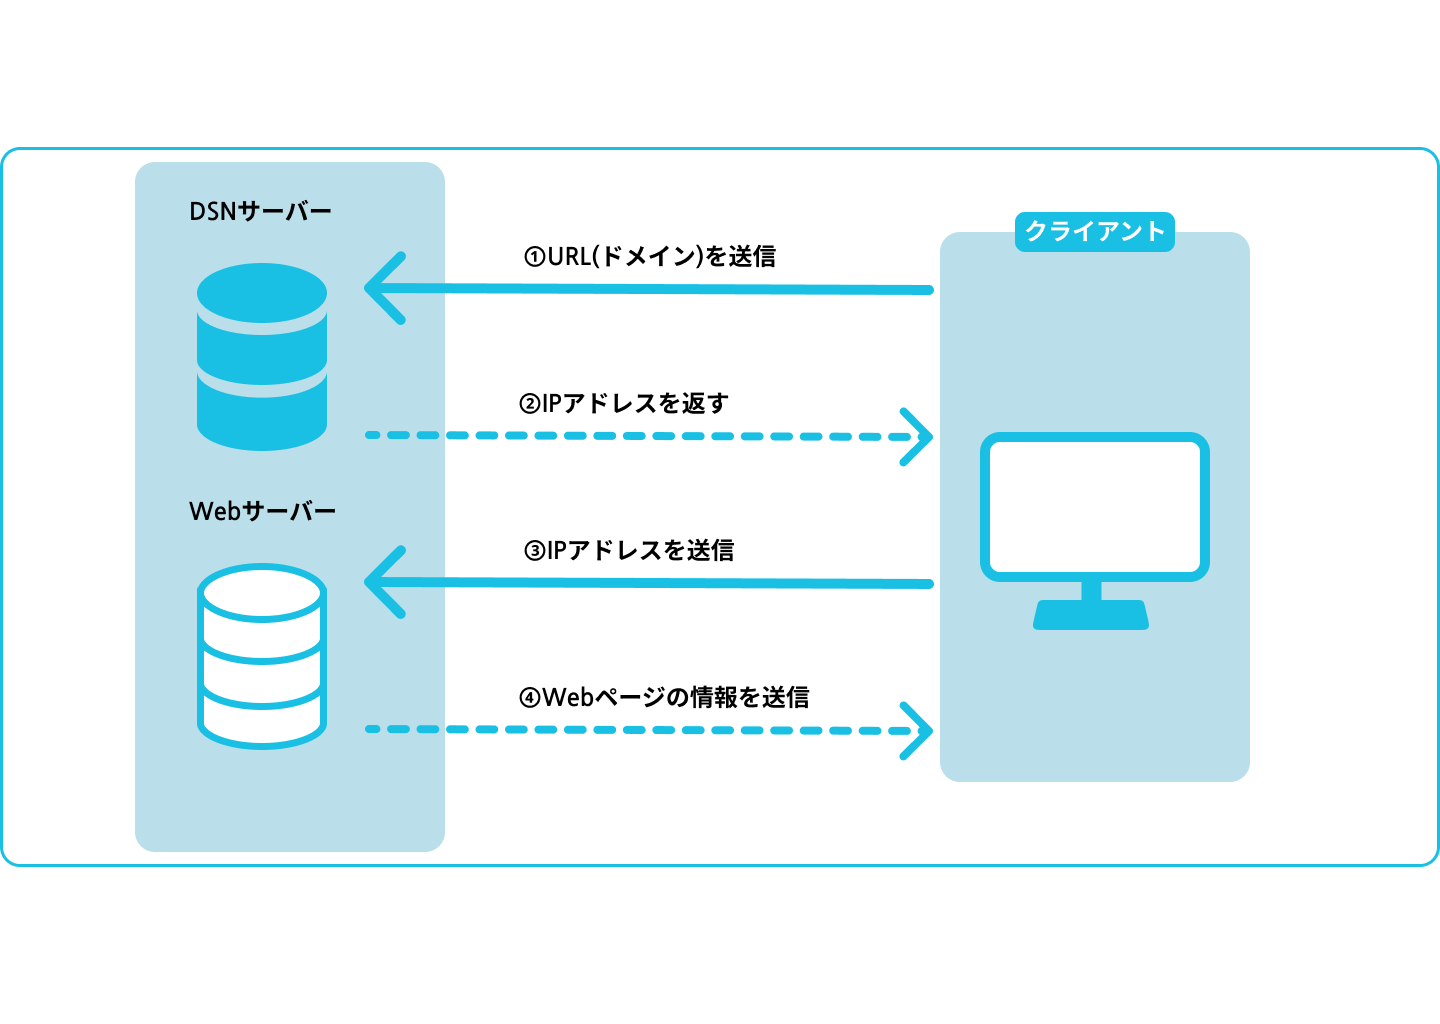 DSNサーバー
クライアント
①URL(ドメイン)を送信
②IPアドレスを返す
Webサーバー
③IPアドレスを送信
④Webページの情報を送信